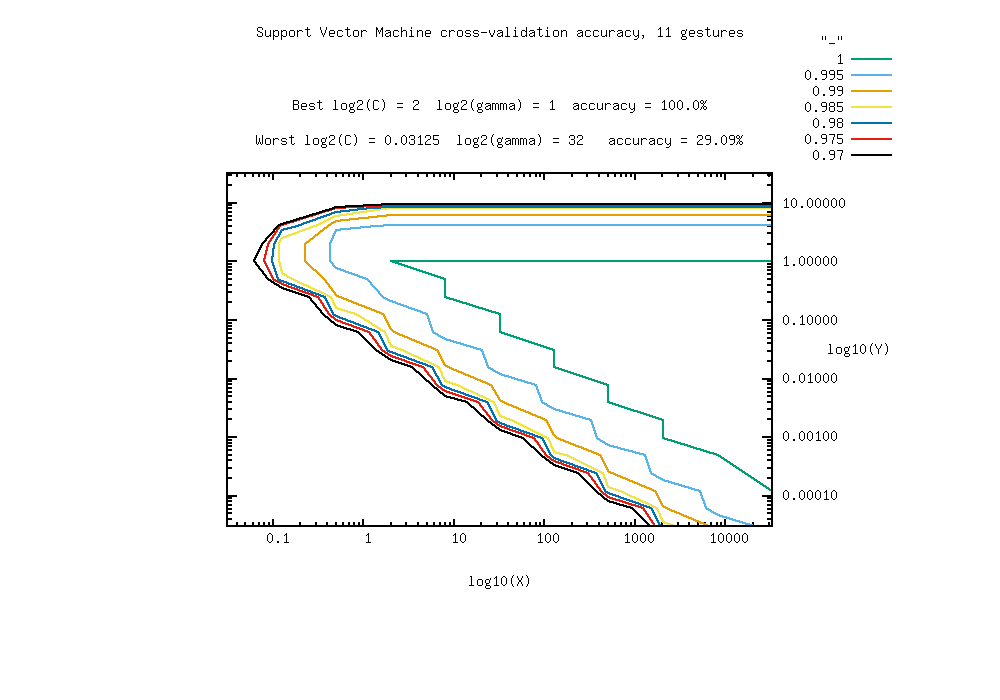 Support Vector Machine cross-validation accuracy, 11 gestures
"_"
1
0.995
0.99
0.985
0.98
0.975
0.97
Best log2(C) = 2  log2(gamma) = 1  accuracy = 100.0%
Worst log2(C) = 0.03125  log2(gamma) = 32   accuracy = 29.09%
10.00000
1.00000
0.10000
log10(Y)
0.01000
0.00100
0.00010
0.1 1 10 100 1000 10000
log10(X)